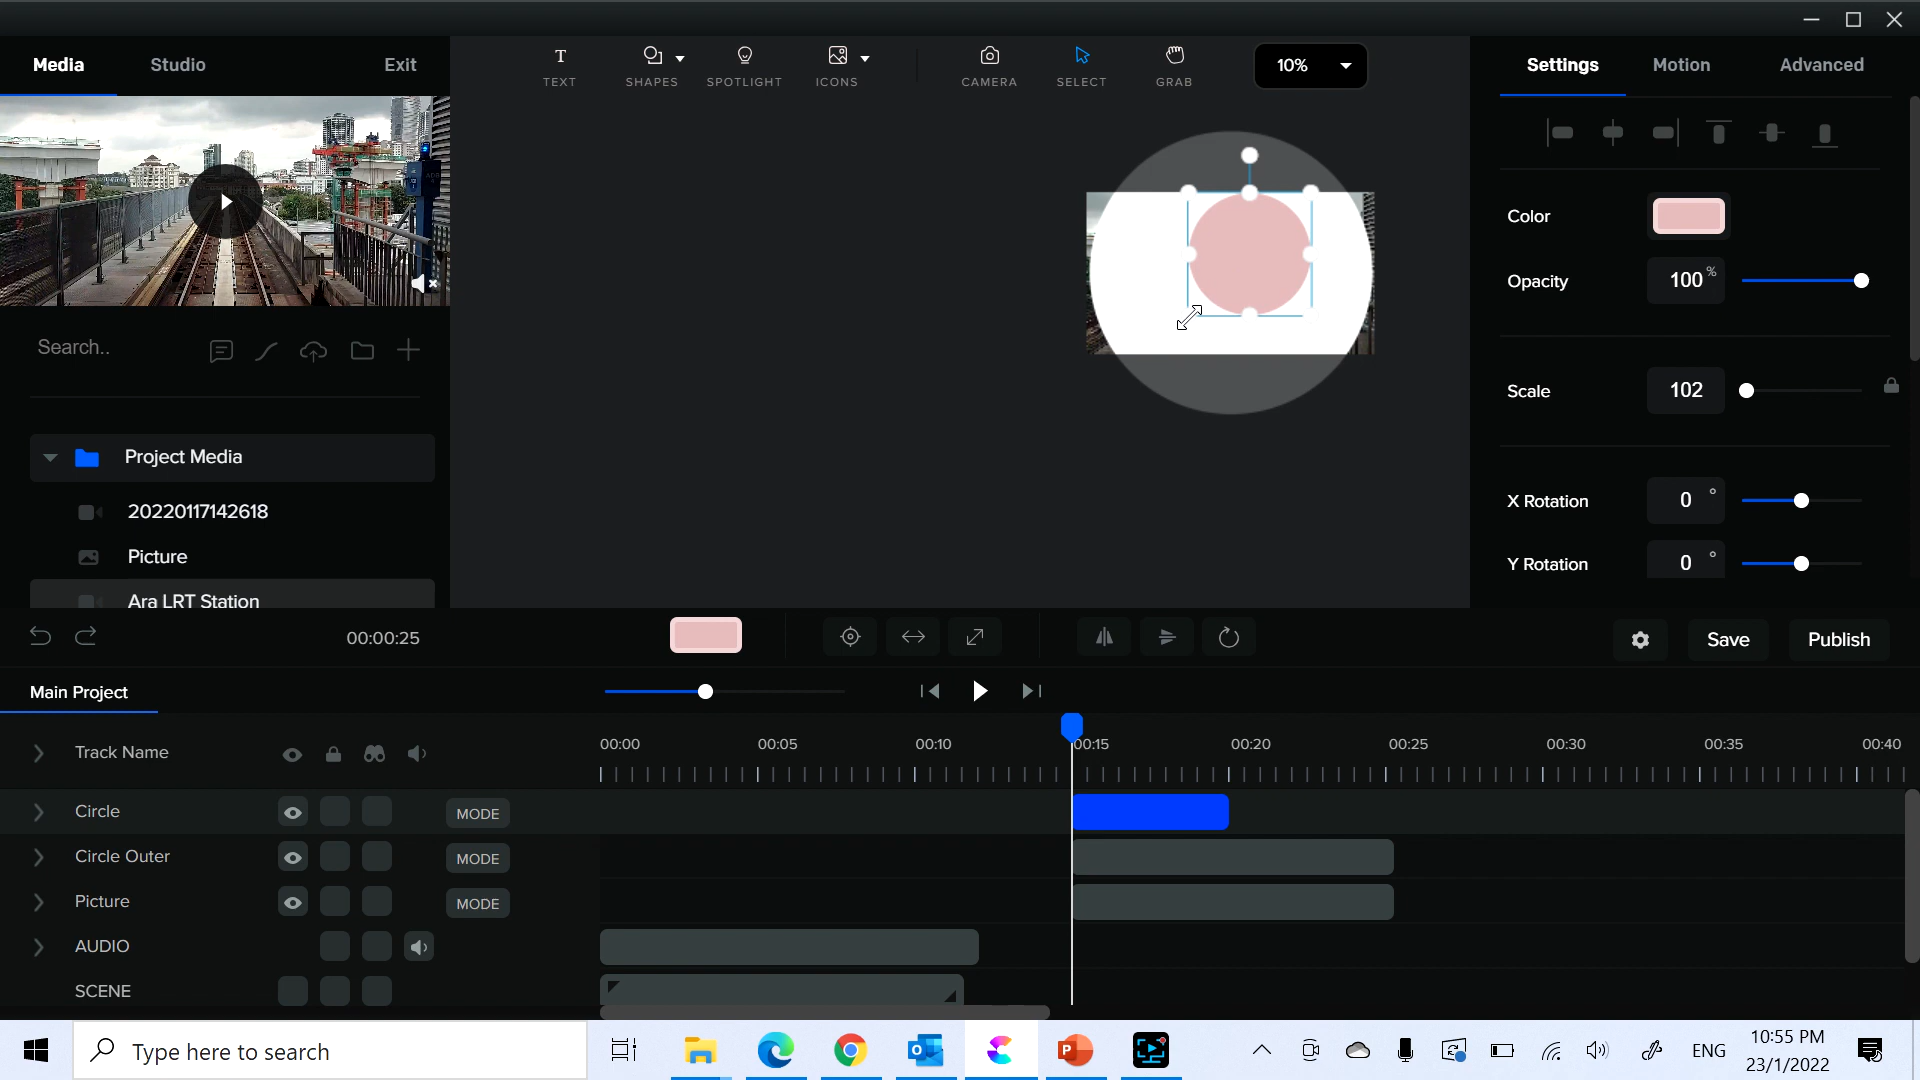 Media
Studio
Exit
TEXT
SHAPES
SPOTLIGHT
ICONS
CAMERA
SELECT
GRAB
10%
Settings
Motion
Advanced
Color
Opacity
100 %
Scale
102
X Rotation
0 °
Y Rotation
0 °
Search..
Project Media
20220117142618
Picture
Ara LRT Station
00:00:25
Save
Publish
Main Project
Track Name
00:00
00:05
00:10
00:15
00:20
00:25
00:30
00:35
00:40
Circle
MODE
Circle Outer
MODE
Picture
MODE
AUDIO
SCENE
Type here to search
ENG
10:55 PM
23/1/2022